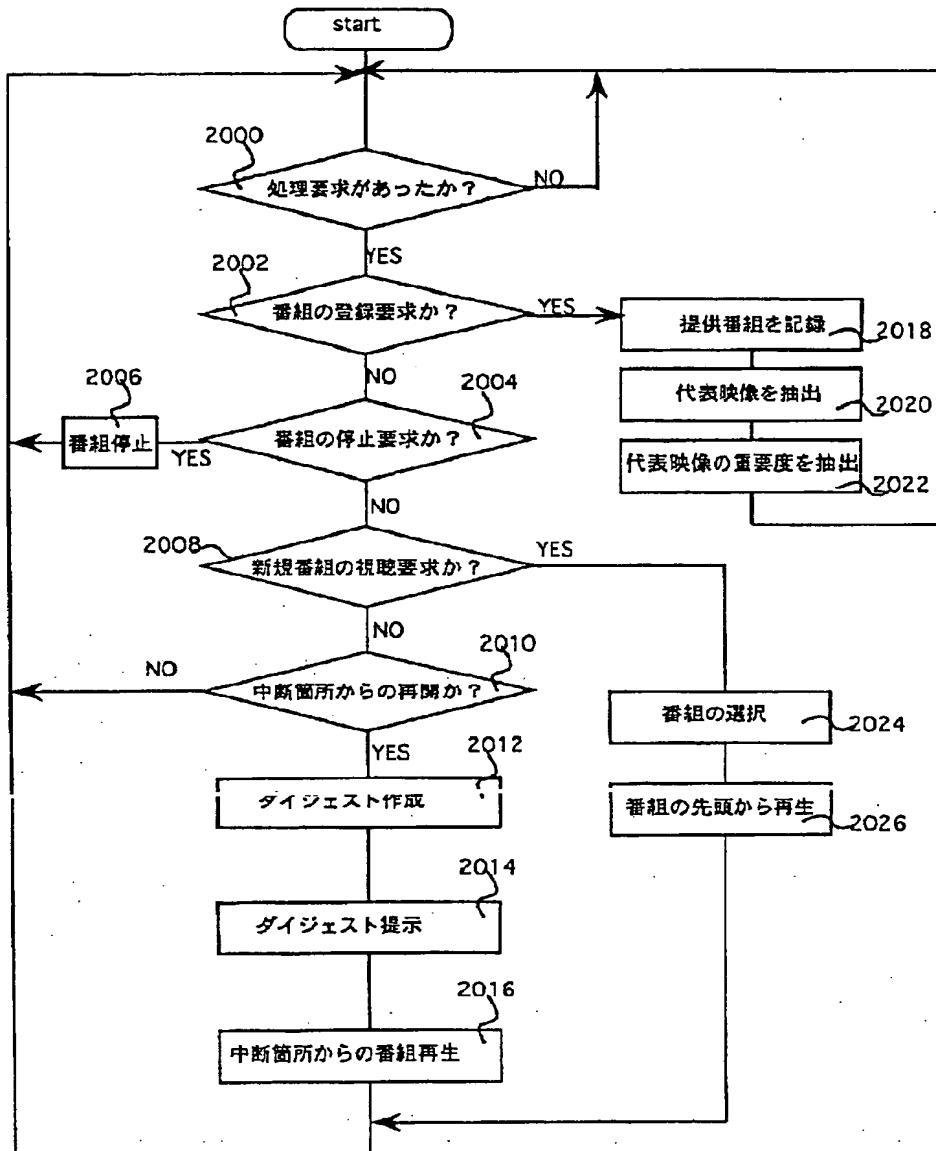 start
2000
処理要求があったか?
NO
YES
2002
番組の登録要求か?
YES
提供番組を記録
2018
NO
2006
2004
代表映像を抽出
2020
番組停止
YES
番組の停止要求か?
代表映像の重要度を抽出
2022
NO
2008
新規番組の視聴要求か?
YES
NO
2010
NO
中断箇所からの再開か?
番組の選択
2024
YES
2012
ダイジェスト作成
番組の先頭から再生
2026
2014
ダイジェスト提示
2016
中断箇所からの番組再生